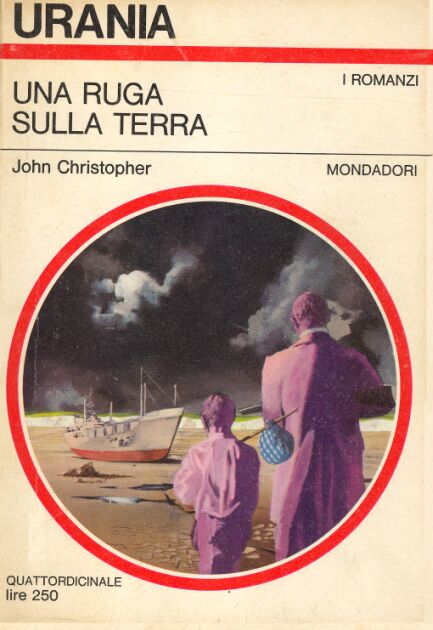 URANIA
I ROMANZI
UNA RUGA
SULLA TERRA
John Christopher
MONDADORI
QUATTORDICINALE
lire 250